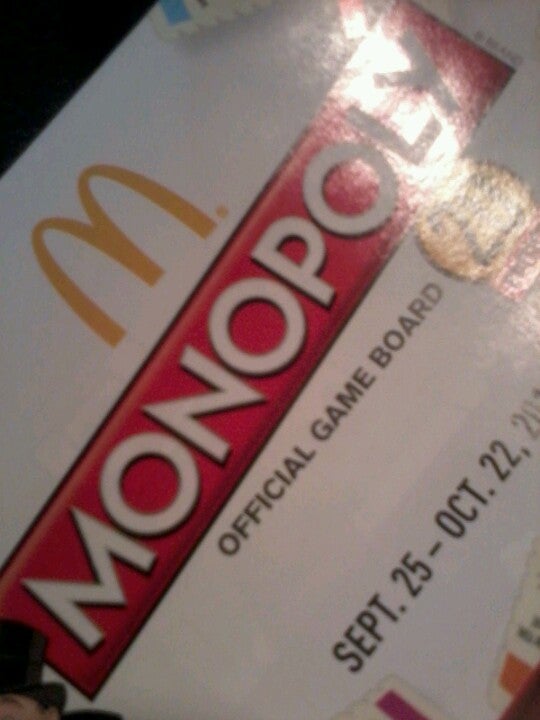 M
MONOPOLY
OFFICIAL GAME BOARD
SEPT. 25 – OCT. 22,